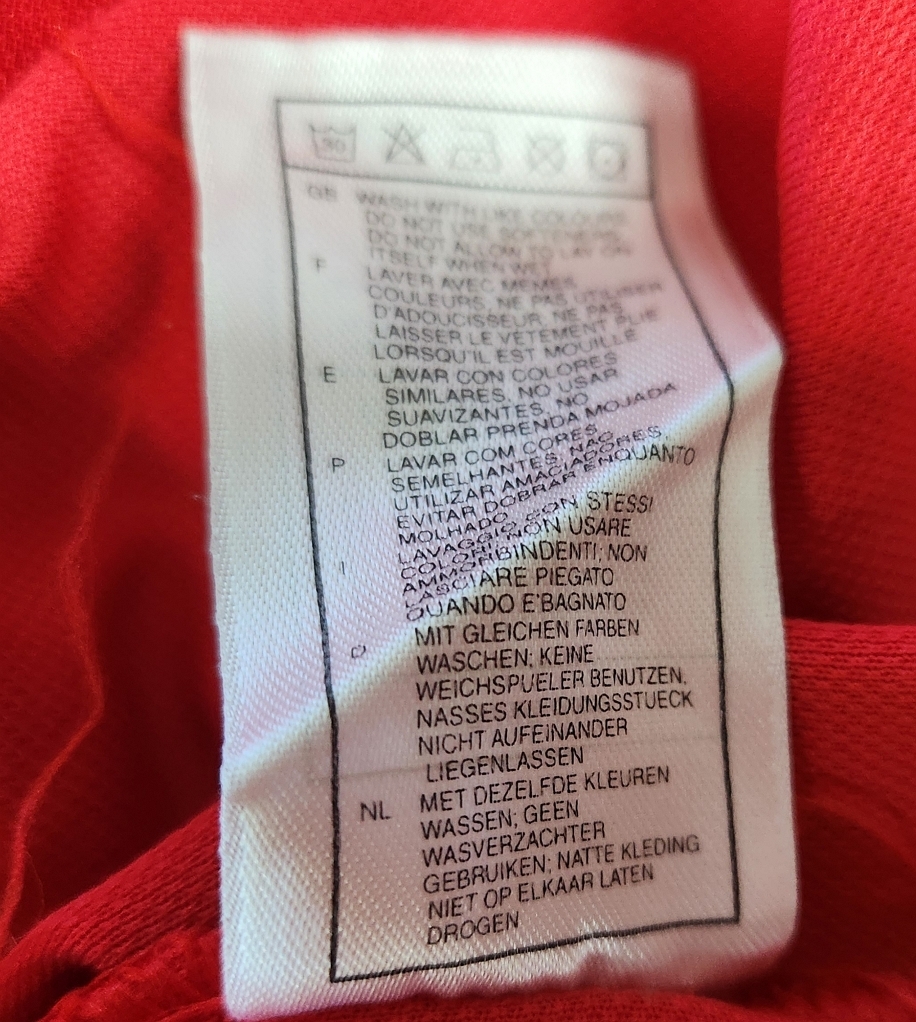 30
GB WASH WITH LIKE COLOURS
DO NOT USE SOFTENERS
DO NOT ALLOW TO LAY ON
ITSELF WHEN WET
F LAVER AVEC MEMES
COULEURS, NE PAS UTILISER
D'ADOUCISSEUR, NE PAS
LAISSER LE VETEMENT PLIE
LORSQU'IL EST MOUILLE
E LAVAR CON COLORES
SIMILARES, NO USAR
SUAVIZANTES, NO
DOBLAR PRENDA MOJADA
P LAVAR COM CORES
SEMELHANTES, NAO
UTILIZAR AMACIADORES,
EVITAR DOBRAR ENQUANTO
MOLHADO
I LAVAGGIO CON STESSI
COLORI; NON USARE
AMMORBINDENTI; NON
LASCIARE PIEGATO
QUANDO E'BAGNATO
D MIT GLEICHEN FARBEN
WASCHEN; KEINE
WEICHSPUELER BENUTZEN,
NASSES KLEIDUNGSSTUECK
NICHT AUFEINANDER
LIEGENLASSEN
NL MET DEZELFDE KLEUREN
WASSEN; GEEN
WASVERZACHTER
GEBRUIKEN; NATTE KLEDING
NIET OP ELKAAR LATEN
DROGEN